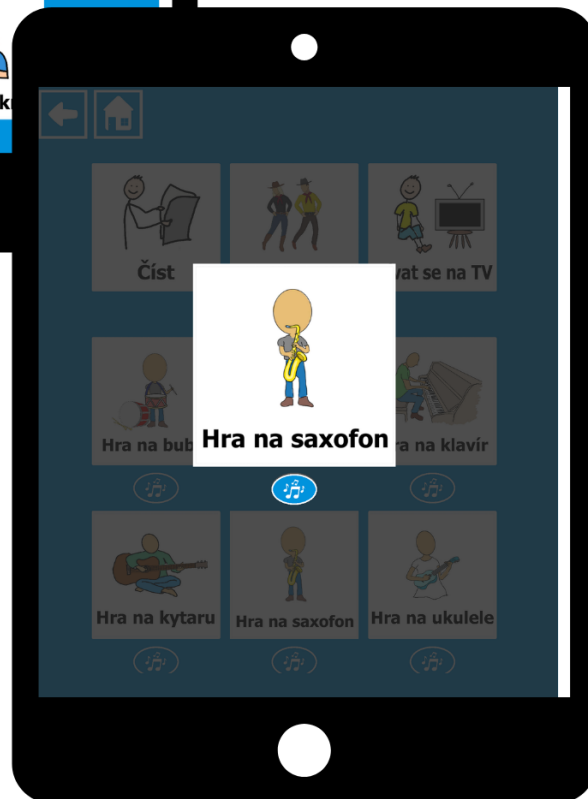 Číst
vat se na TV
Hra na bub
Hra na saxofon
a na klavír
Hra na kytaru
Hra na saxofon
Hra na ukulele